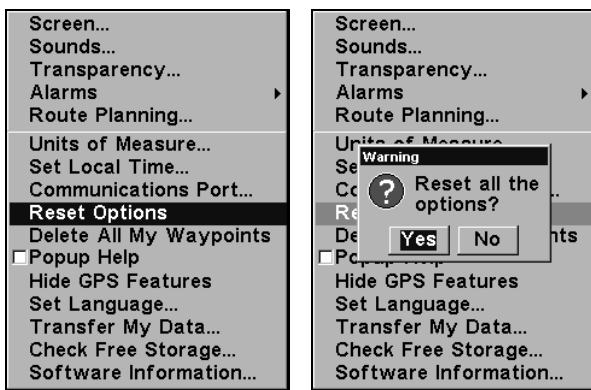 Screen...
Sounds...
Transparency...
Alarms
Route Planning...
Units of Measure...
Set Local Time...
Communications Port...
Reset Options
Delete All My Waypoints
Popup Help
Hide GPS Features
Set Language...
Transfer My Data...
Check Free Storage...
Software Information...
Screen...
Sounds...
Transparency...
Alarms
Route Planning...
Units of Measure...
Warning
Reset all the
options?
Yes No
Hide GPS Features
Set Language...
Transfer My Data...
Check Free Storage...
Software Information...